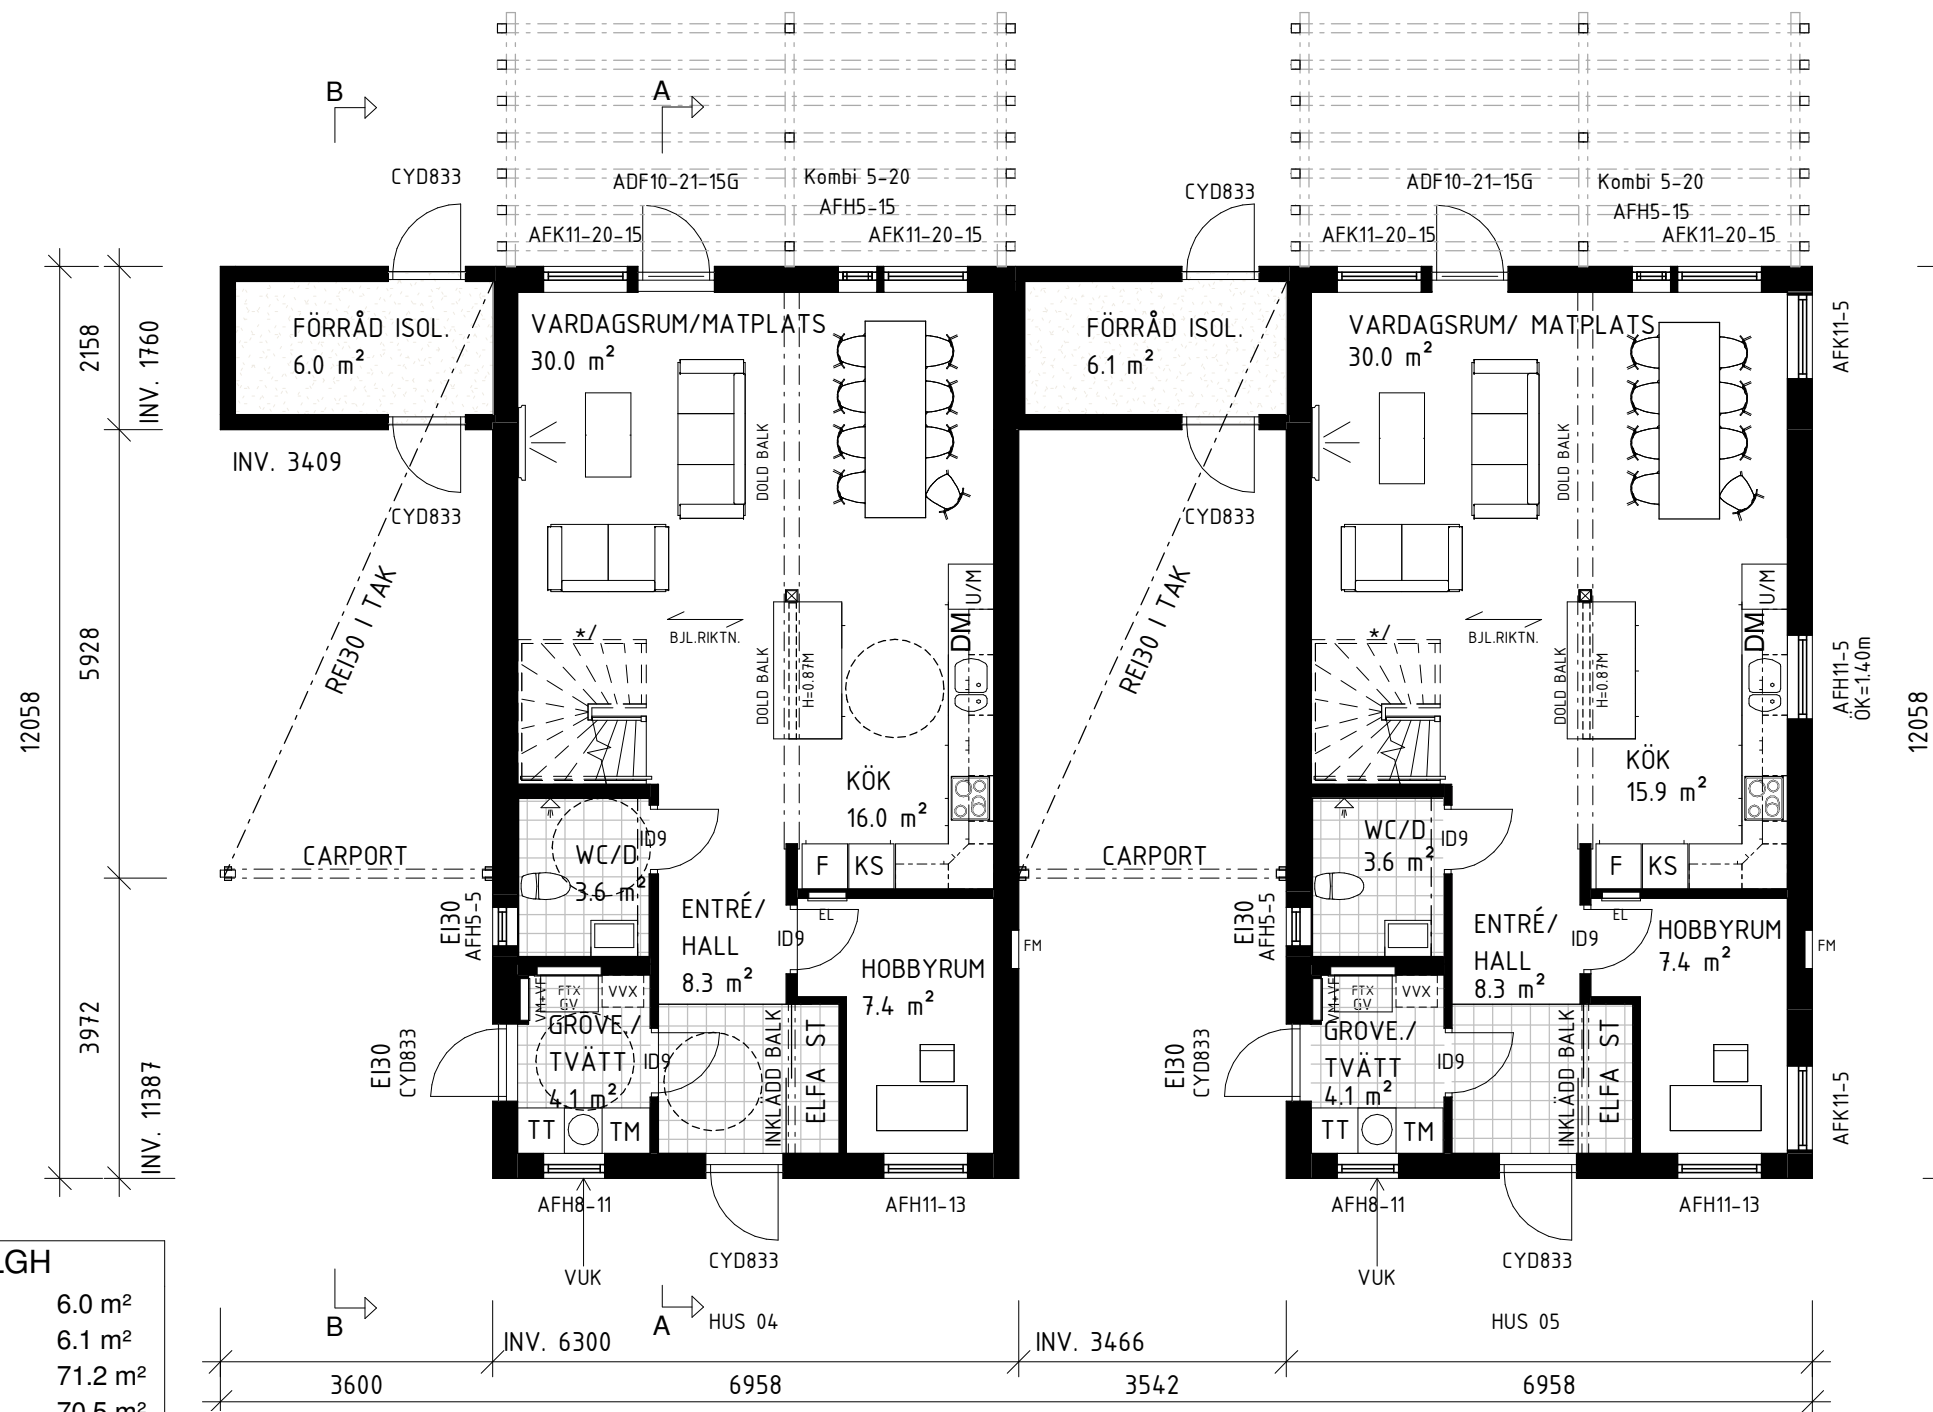 B
A
CYD833
ADF10-21-15G
Kombi 5-20
AFH5-15
AFK11-20-15
AFK11-20-15
CYD833
ADF10-21-15G
Kombi 5-20
AFH5-15
AFK11-20-15
AFK11-20-15
12058
2158
5928
3972
INV. 1760
INV. 11387
FÖRRÅD ISOL.
6.0 m²
INV. 3409
CYD833
REI30 I TAK
CARPORT
EI30
AFH5-5
EI30
CYD833
VARDAGSRUM/MATPLATS
30.0 m²
DOLD BALK
*/
BJL.RIKTN.
DOLD BALK
H=0.87M
U/M
DM
KÖK
16.0 m²
F
KS
ID9
WC/D
3.6 m²
ENTRÉ/
HALL
8.3 m²
EL
ID9
HOBBYRUM
7.4 m²
FM
VM+VF
FTX
GV
VVX
GROVE./
TVÄTT
4.1 m²
ID9
TT
TM
INKLÄDD BALK
ELFA ST
AFH8-11
AFH11-13
CYD833
VUK
FÖRRÅD ISOL.
6.1 m²
CYD833
REI30 I TAK
CARPORT
EI30
AFH5-5
EI30
CYD833
VARDAGSRUM/ MATPLATS
30.0 m²
DOLD BALK
*/
BJL.RIKTN.
DOLD BALK
H=0.87M
U/M
DM
KÖK
15.9 m²
F
KS
WC/D
3.6 m²
ID9
ENTRÉ/
HALL
8.3 m²
EL
ID9
HOBBYRUM
7.4 m²
FM
VM+VF
FTX
GV
VVX
GROVE./
TVÄTT
4.1 m²
ID9
TT
TM
INKLÄDD BALK
ELFA ST
AFH8-11
AFH11-13
CYD833
VUK
AFK11-5
AFH11-5
ÖK=1.40m
AFK11-5
12058
LGH
6.0 m²
6.1 m²
71.2 m²
70.5 m²
B
A
HUS 04
HUS 05
INV. 6300
INV. 3466
3600
6958
3542
6958